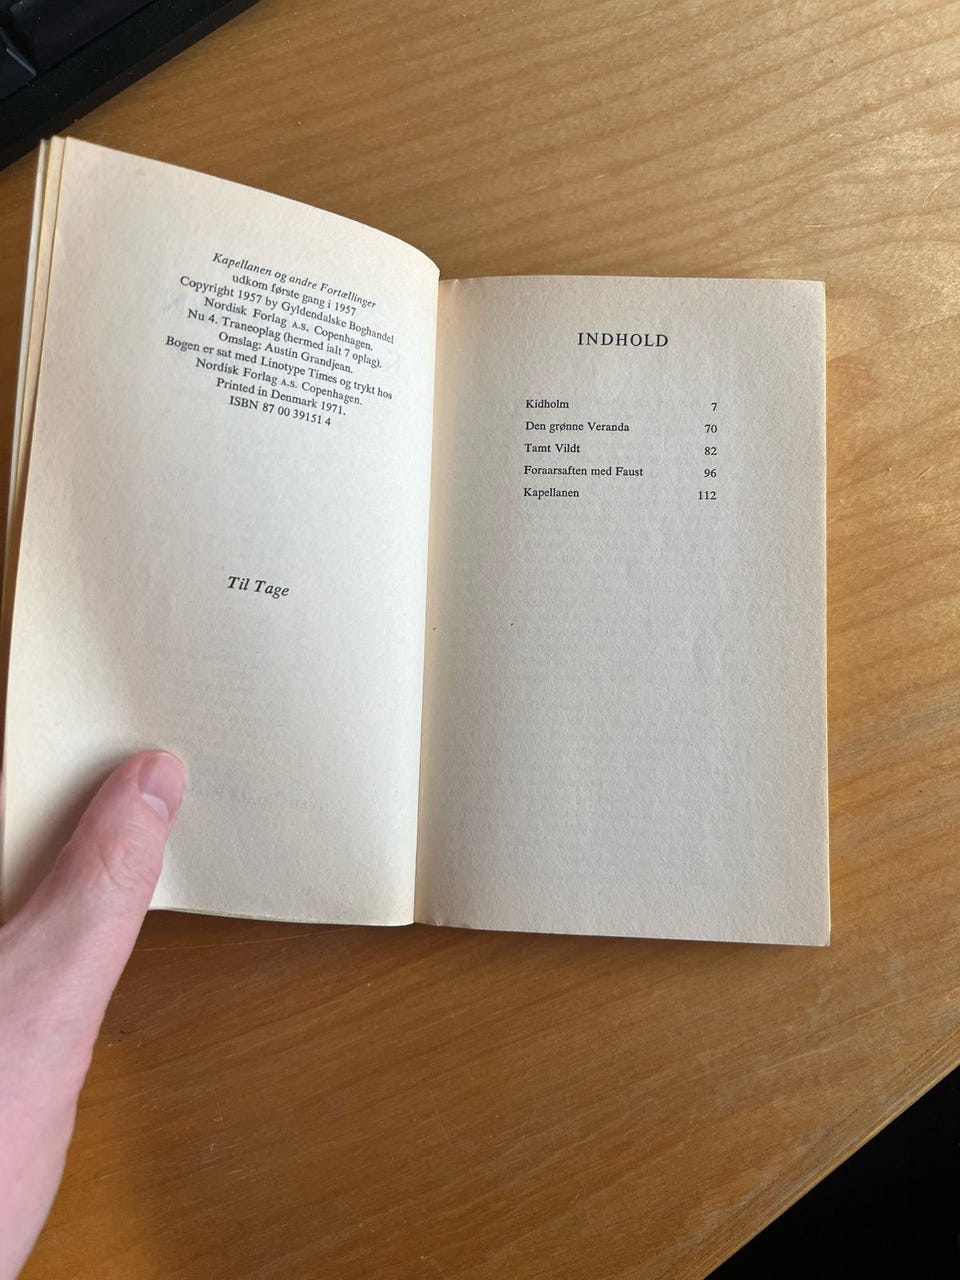 Kapellanen og andre Fortællinger
udkom første gang i 1957
Copyright 1957 by Gyldendalske Boghandel
Nordisk Forlag A.S. Copenhagen.
Nu 4. Traneoplag (hermed ialt 7 oplag).
Omslag: Austin Grandjean.
Bogen er sat med Linotype Times og trykt hos
Nordisk Forlag A.S. Copenhagen.
Printed in Denmark 1971.
ISBN 87 00 39151 4
Til Tage
INDHOLD
Kidholm 7
Den grønne Veranda 70
Tamt Vildt 82
Foraarsaften med Faust 96
Kapellanen 112